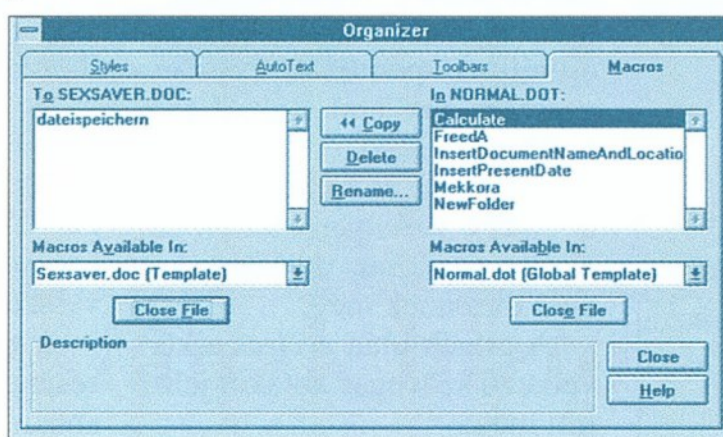 Organizer
Styles AutoText Toolbars Macros
To SEXSAVER.DOC:
dateispeichern
Copy
Delete
Rename...
In NORMAL.DOT:
Calculate
FreedA
InsertDocumentNameAndLocatio
InsertPresentDate
Mekkora
NewFolder
Macros Available In:
Sexsaver.doc (Template)
Close File
Macros Available In:
Normal.dot (Global Template)
Close File
Description
Close
Help